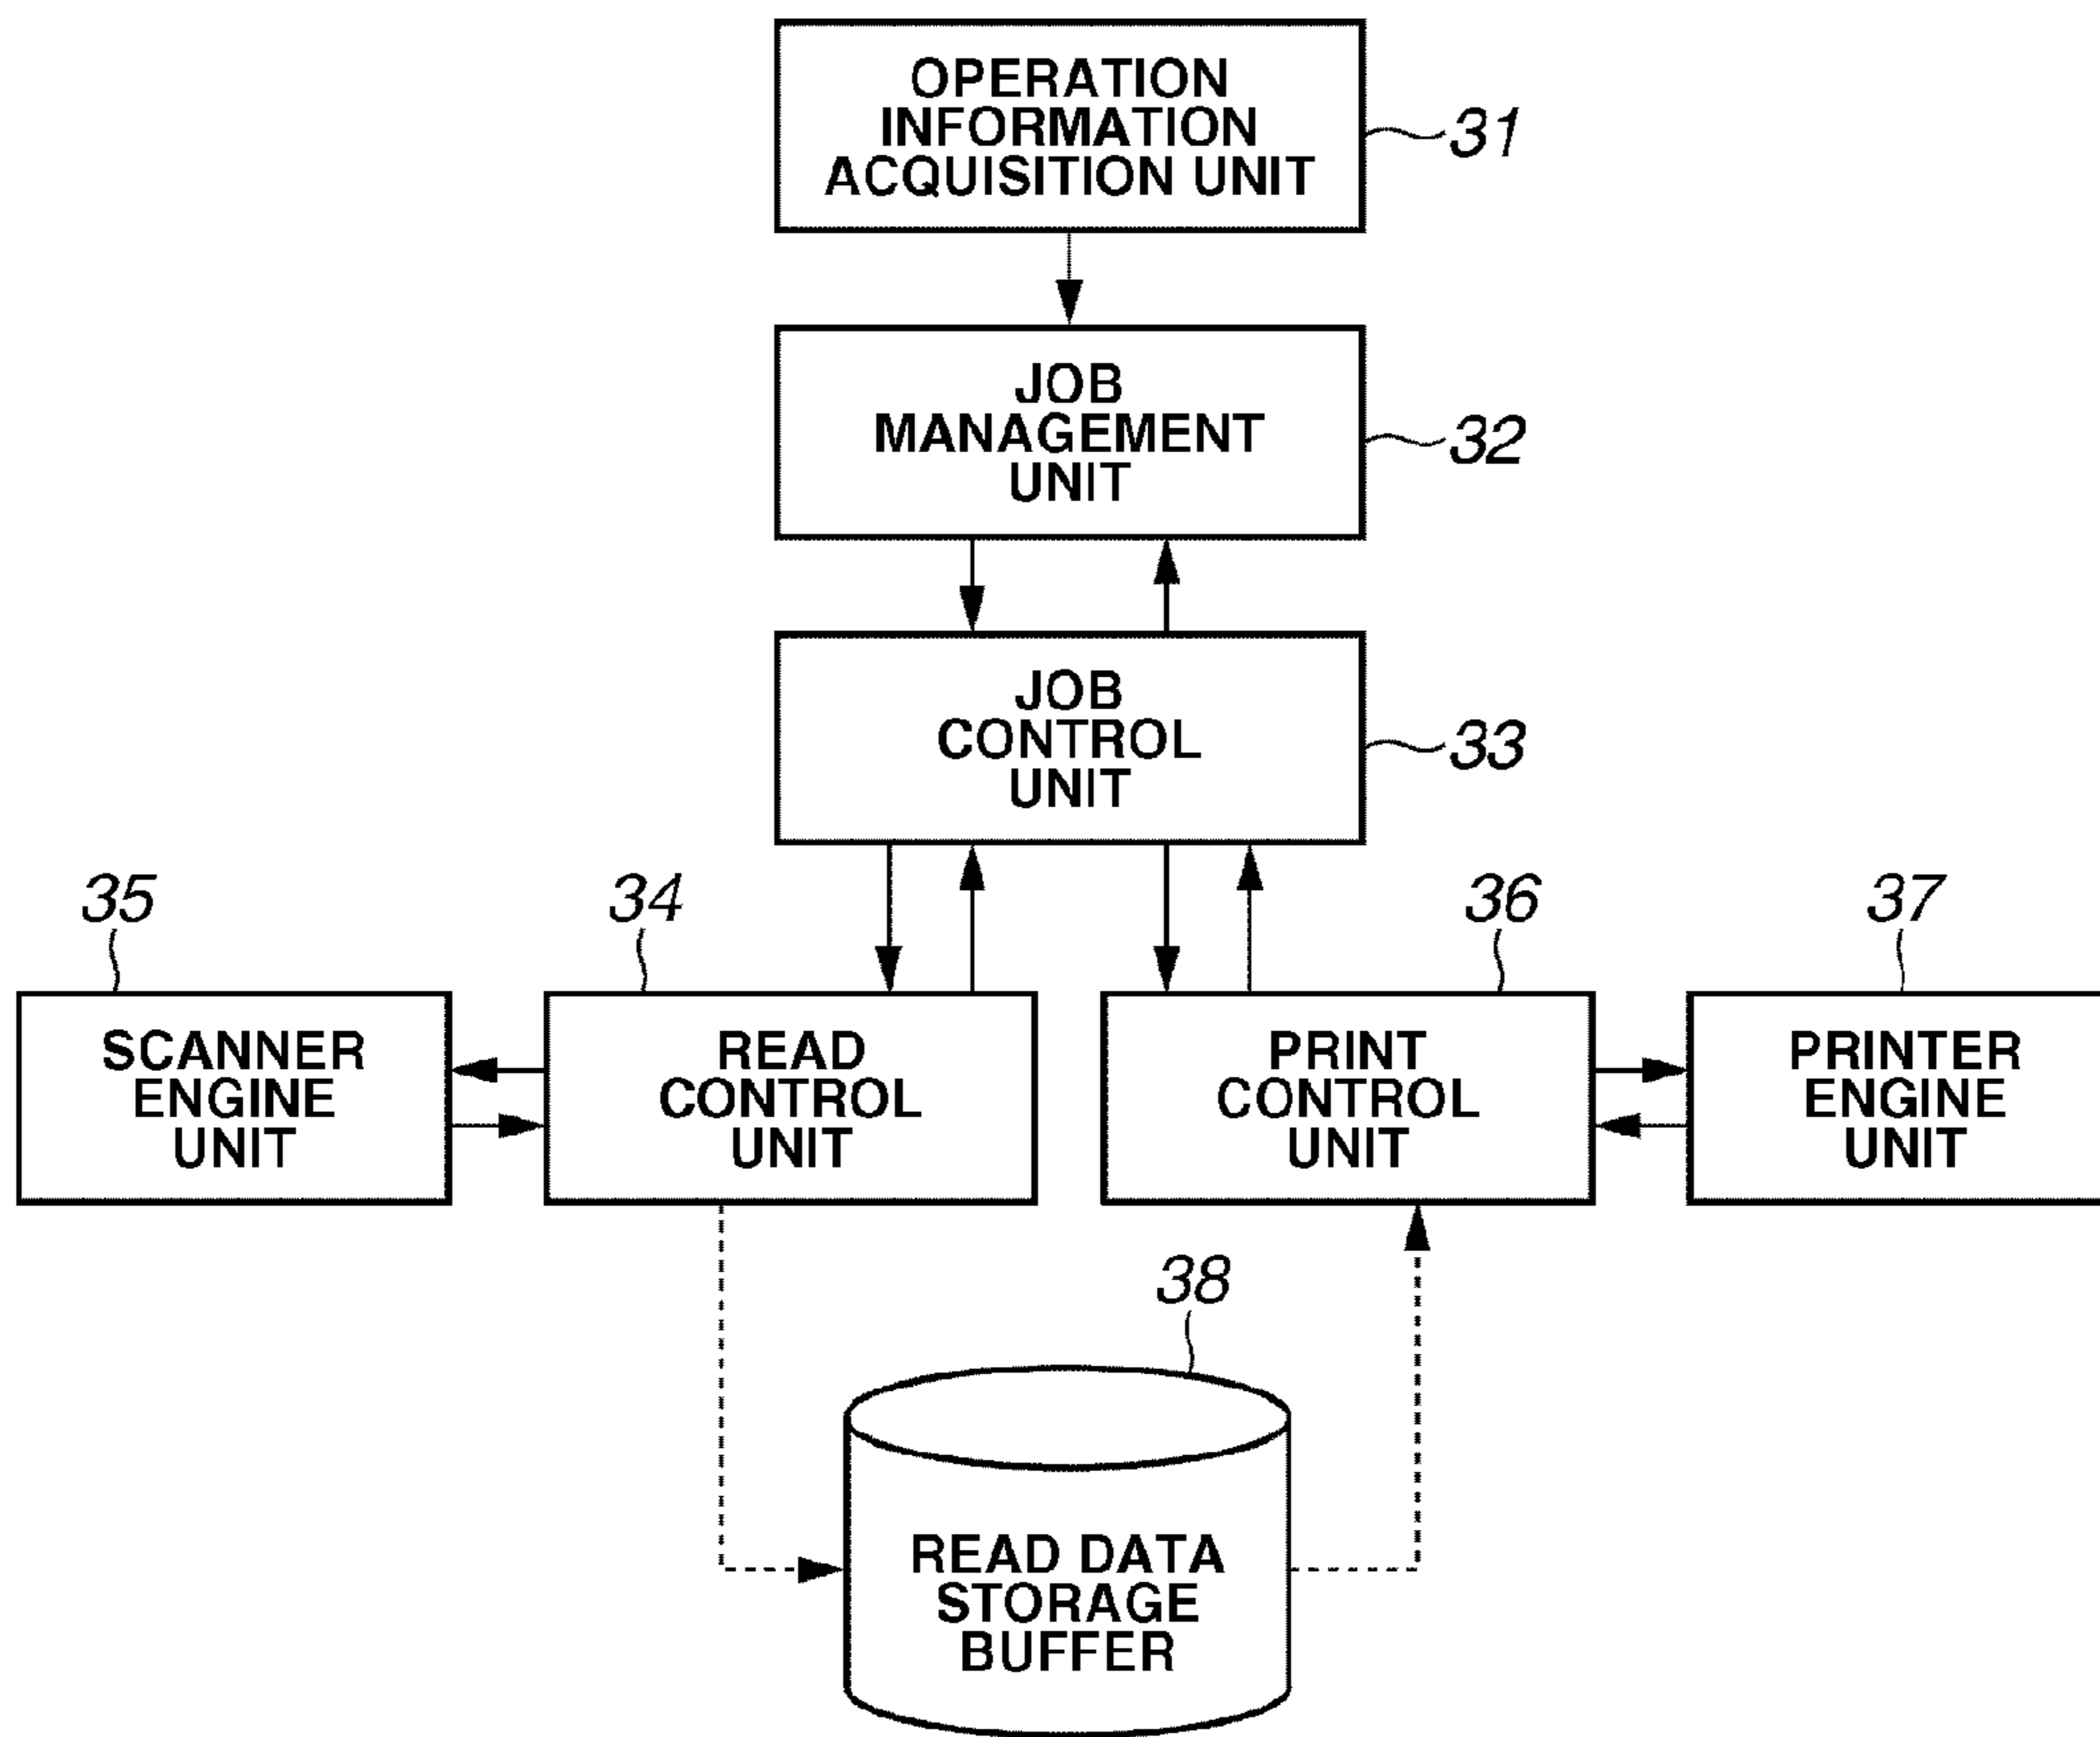 OPERATION
INFORMATION
ACQUISITION UNIT
31
JOB
MANAGEMENT
UNIT
32
JOB
CONTROL
UNIT
33
35
34
36
37
SCANNER
ENGINE
UNIT
READ
CONTROL
UNIT
PRINT
CONTROL
UNIT
PRINTER
ENGINE
UNIT
38
READ DATA
STORAGE
BUFFER